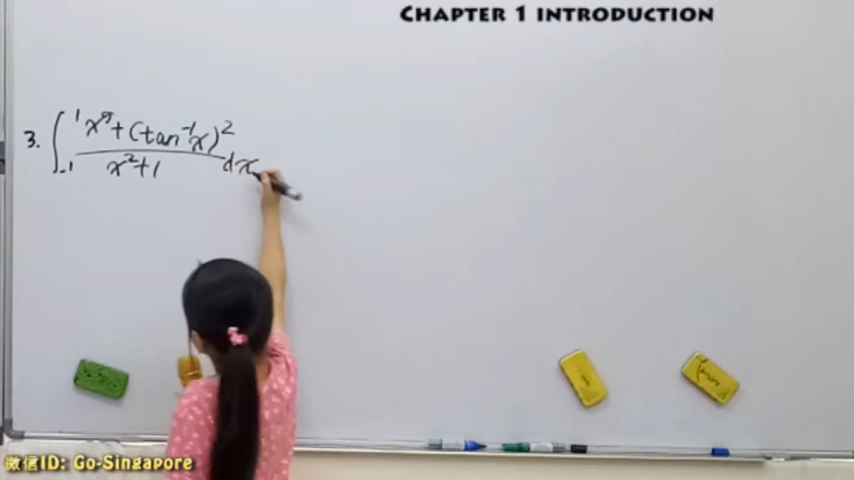 CHAPTER 1 INTRODUCTION
3. ∫₋₁¹ (x⁹ + (tan⁻¹x)²)/(x²+1) dx
微信ID: Go-Singapore